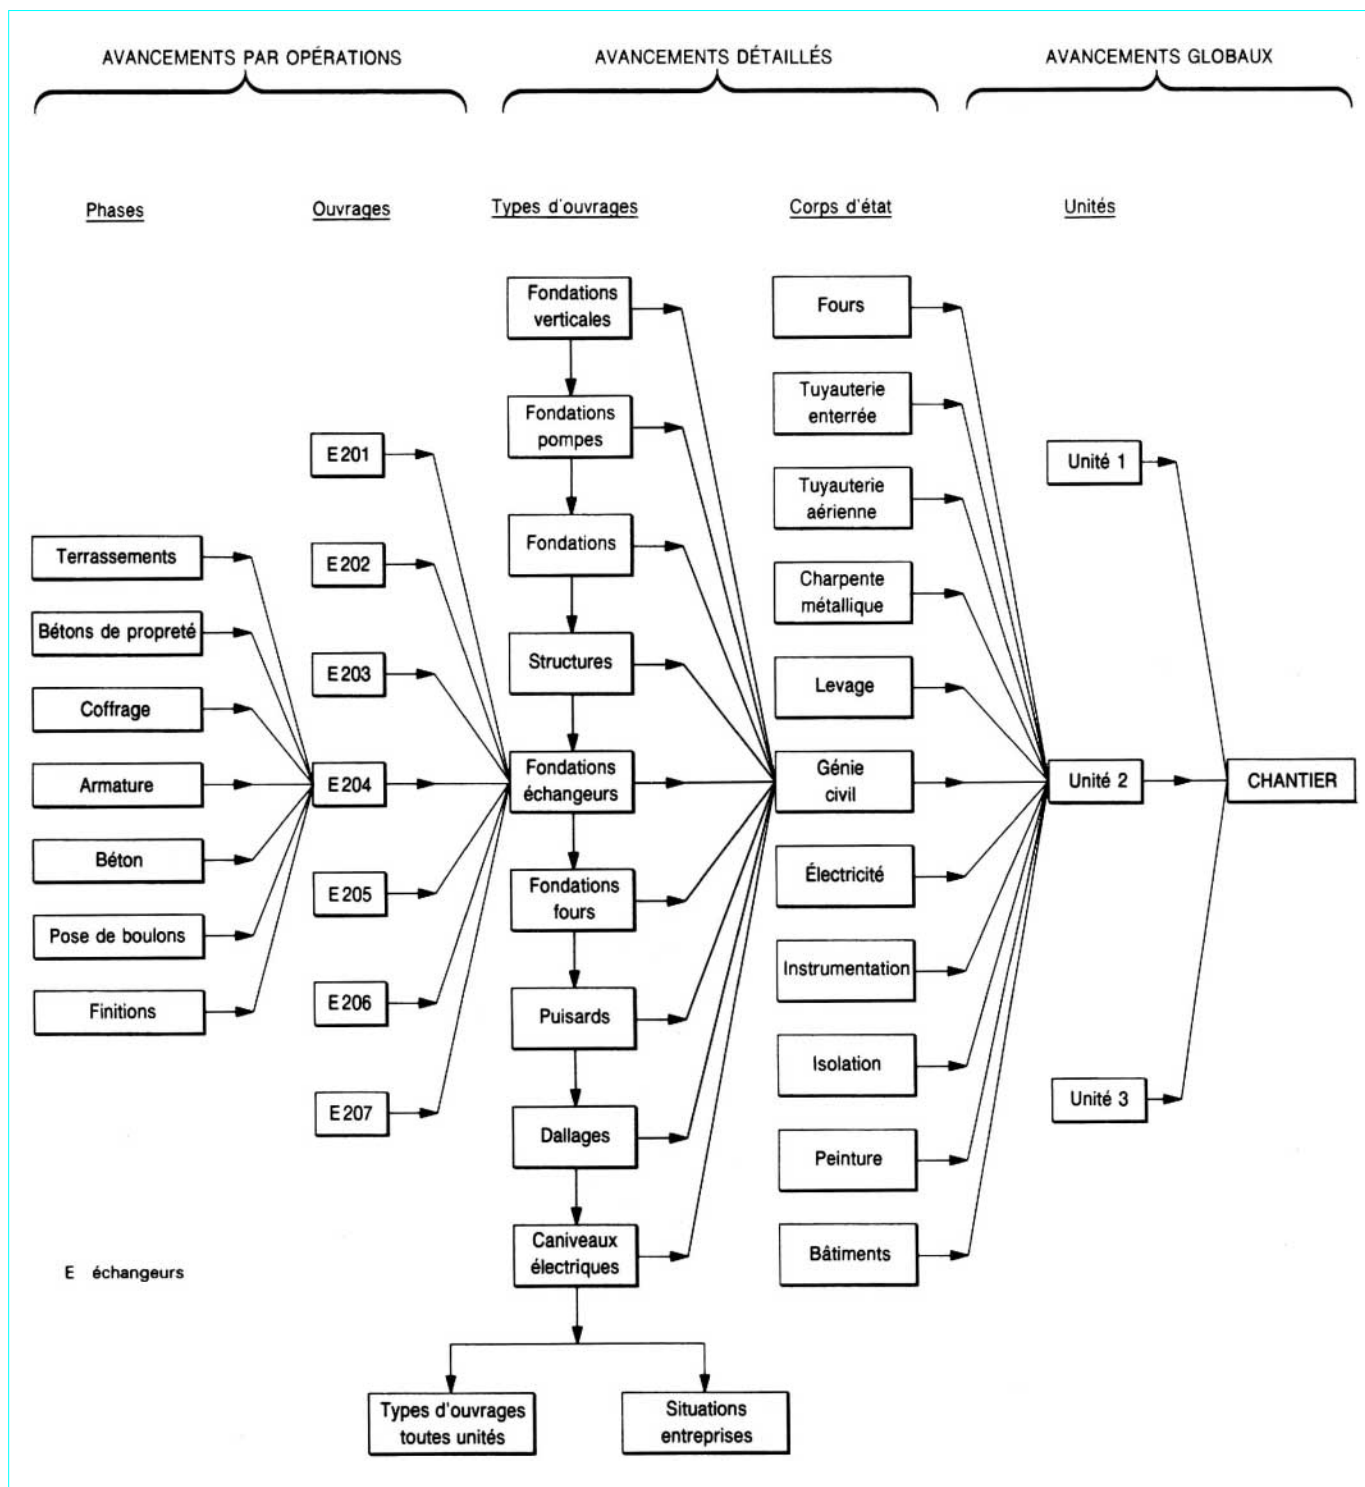 AVANCEMENTS PAR OPÉRATIONS
AVANCEMENTS DÉTAILLÉS
AVANCEMENTS GLOBAUX
Phases
Ouvrages
Types d'ouvrages
Corps d'état
Unités
Terrassements
Bétons de propreté
Coffrage
Armature
Béton
Pose de boulons
Finitions
E 201
E 202
E 203
E 204
E 205
E 206
E 207
Fondations
verticales
Fondations
pompes
Fondations
Structures
Fondations
échangeurs
Fondations
fours
Puisards
Dallages
Caniveaux
électriques
Fours
Tuyauterie
enterrée
Tuyauterie
aérienne
Charpente
métallique
Levage
Génie
civil
Électricité
Instrumentation
Isolation
Peinture
Bâtiments
Unité 1
Unité 2
Unité 3
CHANTIER
E échangeurs
Types d'ouvrages
toutes unités
Situations
entreprises